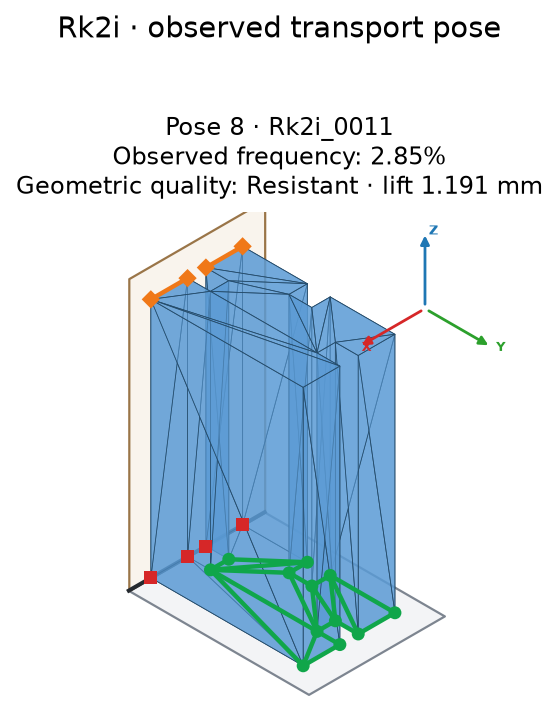 Rk2i · observed transport pose
Pose 8 · Rk2i_0011
Observed frequency: 2.85%
Geometric quality: Resistant · lift 1.191 mm
Z
X
Y